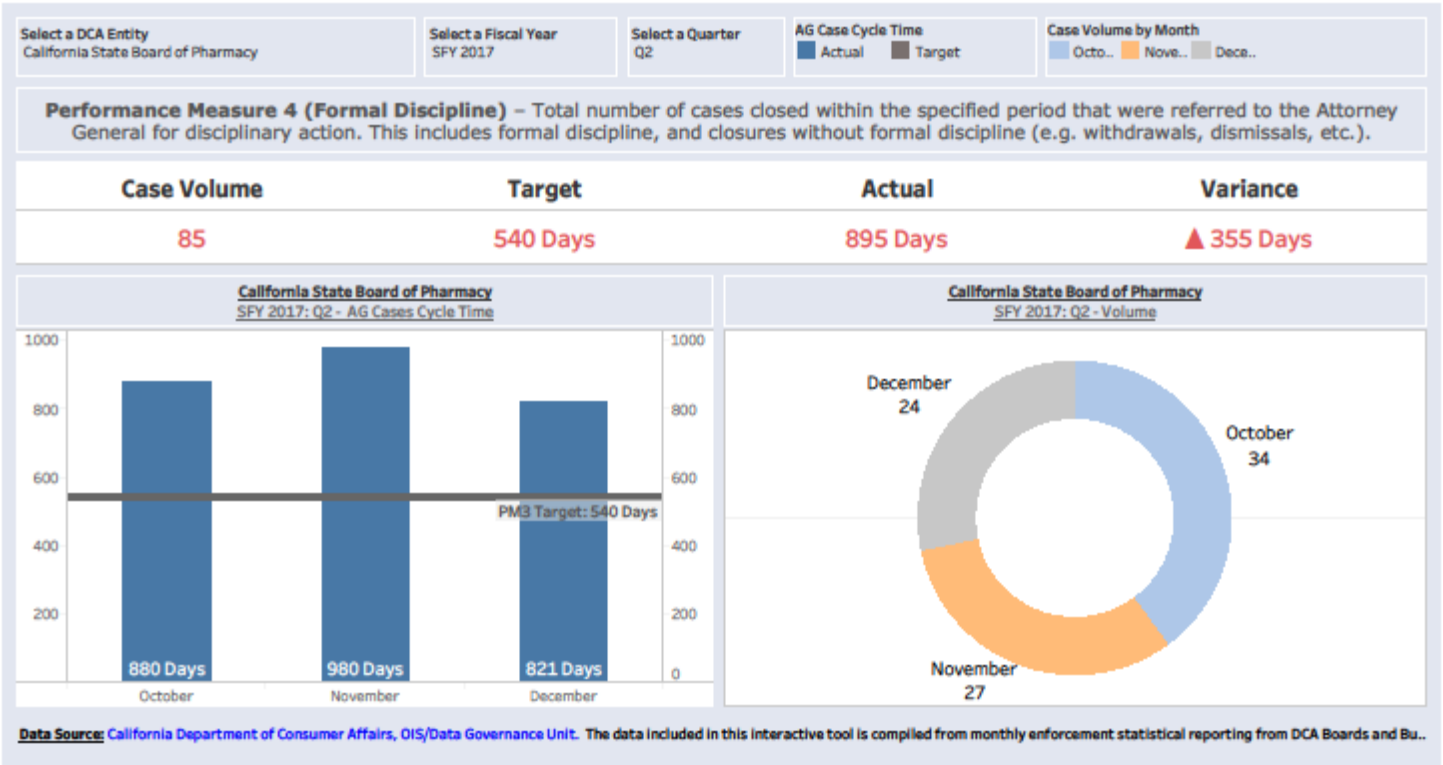 Select a DCA Entity
California State Board of Pharmacy
Select a Fiscal Year
SFY 2017
Select a Quarter
Q2
AG Case Cycle Time
Actual Target
Case Volume by Month
Octo.. Nove.. Dece..
Performance Measure 4 (Formal Discipline) – Total number of cases closed within the specified period that were referred to the Attorney
General for disciplinary action. This includes formal discipline, and closures without formal discipline (e.g. withdrawals, dismissals, etc.).
Case Volume Target Actual Variance
85 540 Days 895 Days ▲ 355 Days
California State Board of Pharmacy
SFY 2017: Q2 - AG Cases Cycle Time
1000 1000
800 800
600 600
PM3 Target: 540 Days
400 400
200 200
0
880 Days 980 Days 821 Days
October November December
California State Board of Pharmacy
SFY 2017: Q2 - Volume
December
24
October
34
November
27
Data Source: California Department of Consumer Affairs, OIS/Data Governance Unit. The data included in this interactive tool is compiled from monthly enforcement statistical reporting from DCA Boards and Bu..